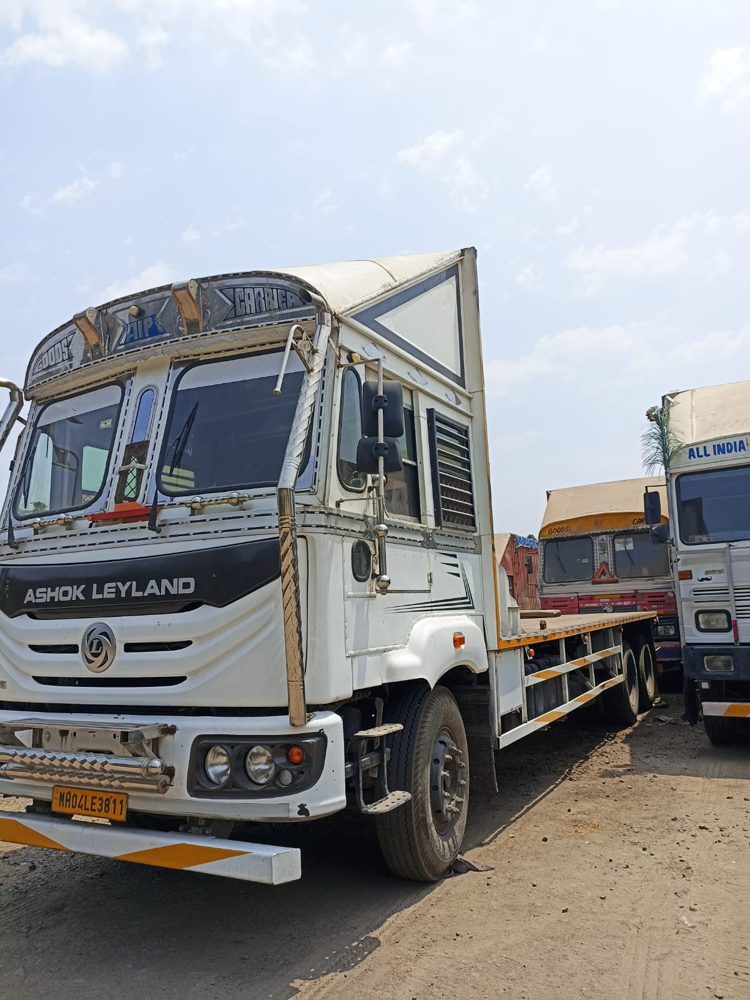 GOODS
AIP
CARRIER
ASHOK LEYLAND
L
MH04LE3811
ALL INDIA
GOODS
CAR